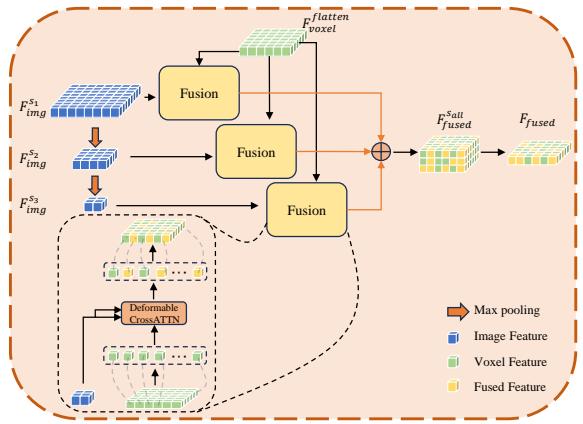 F_{voxel}^{flatten}
F_{img}^{s_1}
Fusion
F_{img}^{s_2}
Fusion
F_{fused}^{s_{all}}
F_{fused}
F_{img}^{s_3}
Fusion
Deformable
CrossATTN
Max pooling
Image Feature
Voxel Feature
Fused Feature